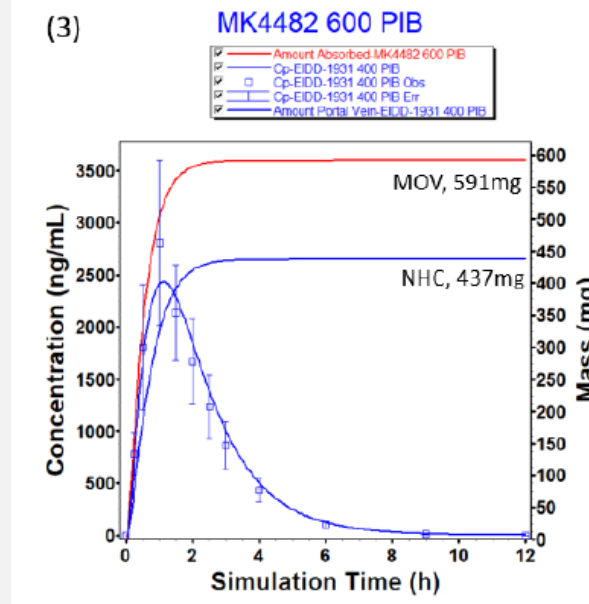 (3)
MK4482 600 PIB
Amount Absorbed-MK4482 600 PIB
Cp-EIDD-1931 400 PIB
Cp-EIDD-1931 400 PIB Obs
Cp-EIDD-1931 400 PIB Err
Amount Portal Vein-EIDD-1931 400 PIB
Concentration (ng/mL)
3500
3000
2500
2000
1500
1000
500
0
MOV, 591mg
NHC, 437mg
600
550
500
450
400
350
300
250
200
150
100
50
0
Mass (mg)
0 2 4 6 8 10 12
Simulation Time (h)